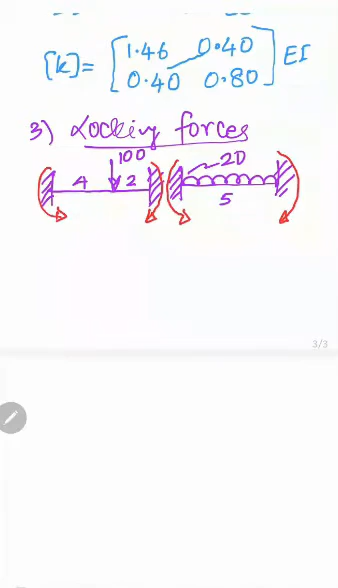 [k] = [1.46 0.40
0.40 0.80] EI
3) Locking forces
100 20
4 2 5
3/3